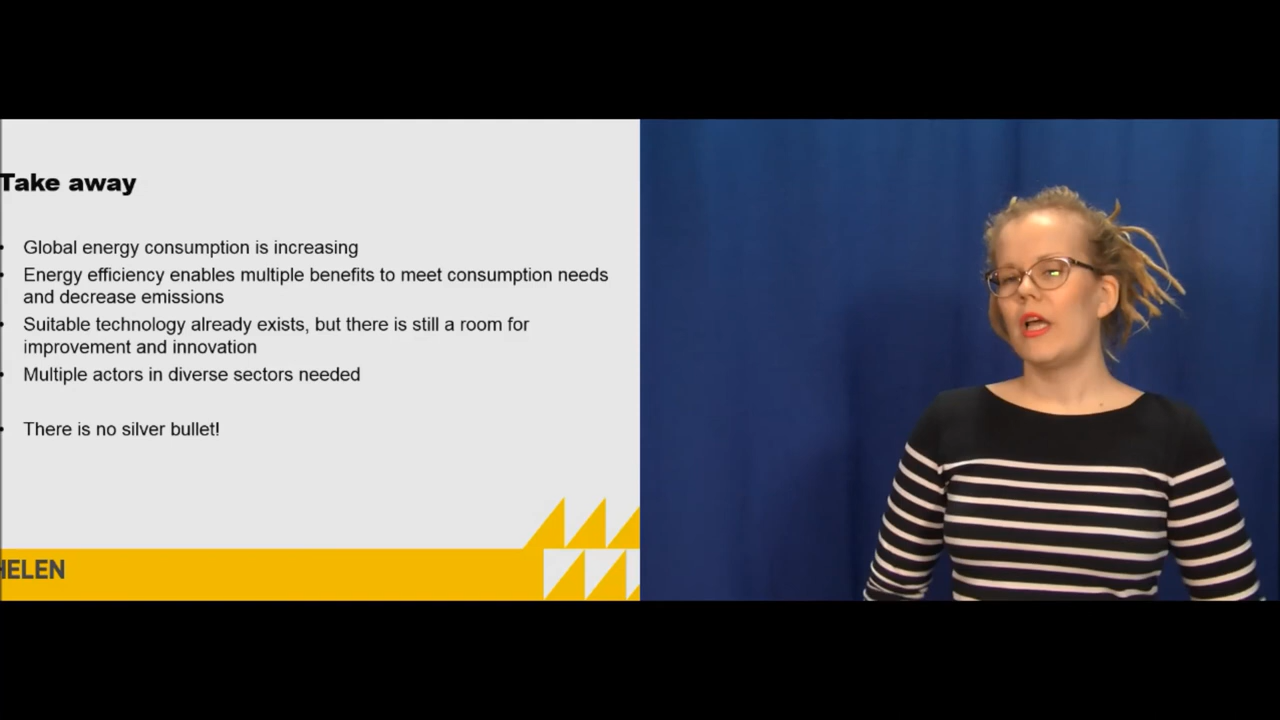 Take away
• Global energy consumption is increasing
• Energy efficiency enables multiple benefits to meet consumption needs
and decrease emissions
• Suitable technology already exists, but there is still a room for
improvement and innovation
• Multiple actors in diverse sectors needed
• There is no silver bullet!
HELEN